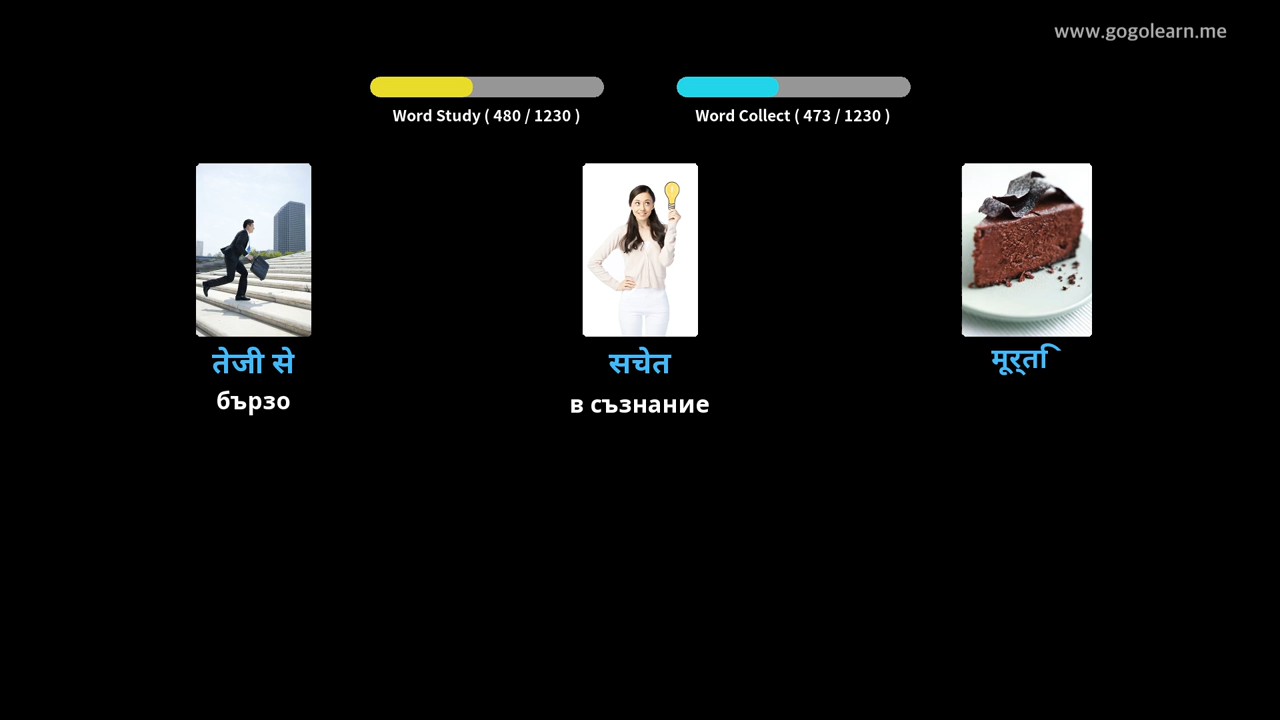 www.gogolearn.me
Word Study ( 480 / 1230 )
Word Collect ( 473 / 1230 )
तेजी से
सचेत
मूर्ति
бързо
в съзнание